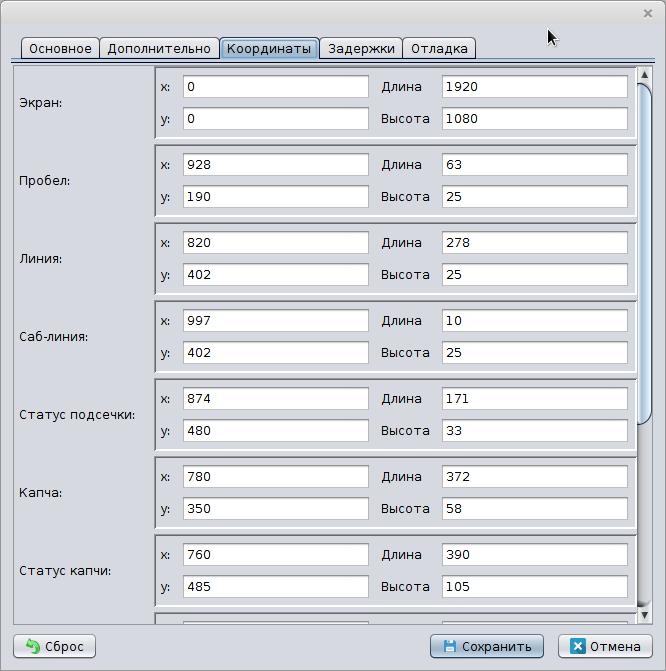 Основное Дополнительно Координаты Задержки Отладка
Экран:
x: 0 Длина 1920
y: 0 Высота 1080
Пробел:
x: 928 Длина 63
y: 190 Высота 25
Линия:
x: 820 Длина 278
y: 402 Высота 25
Саб-линия:
x: 997 Длина 10
y: 402 Высота 25
Статус подсечки:
x: 874 Длина 171
y: 480 Высота 33
Капча:
x: 780 Длина 372
y: 350 Высота 58
Статус капчи:
x: 760 Длина 390
y: 485 Высота 105
Сброс Сохранить Отмена